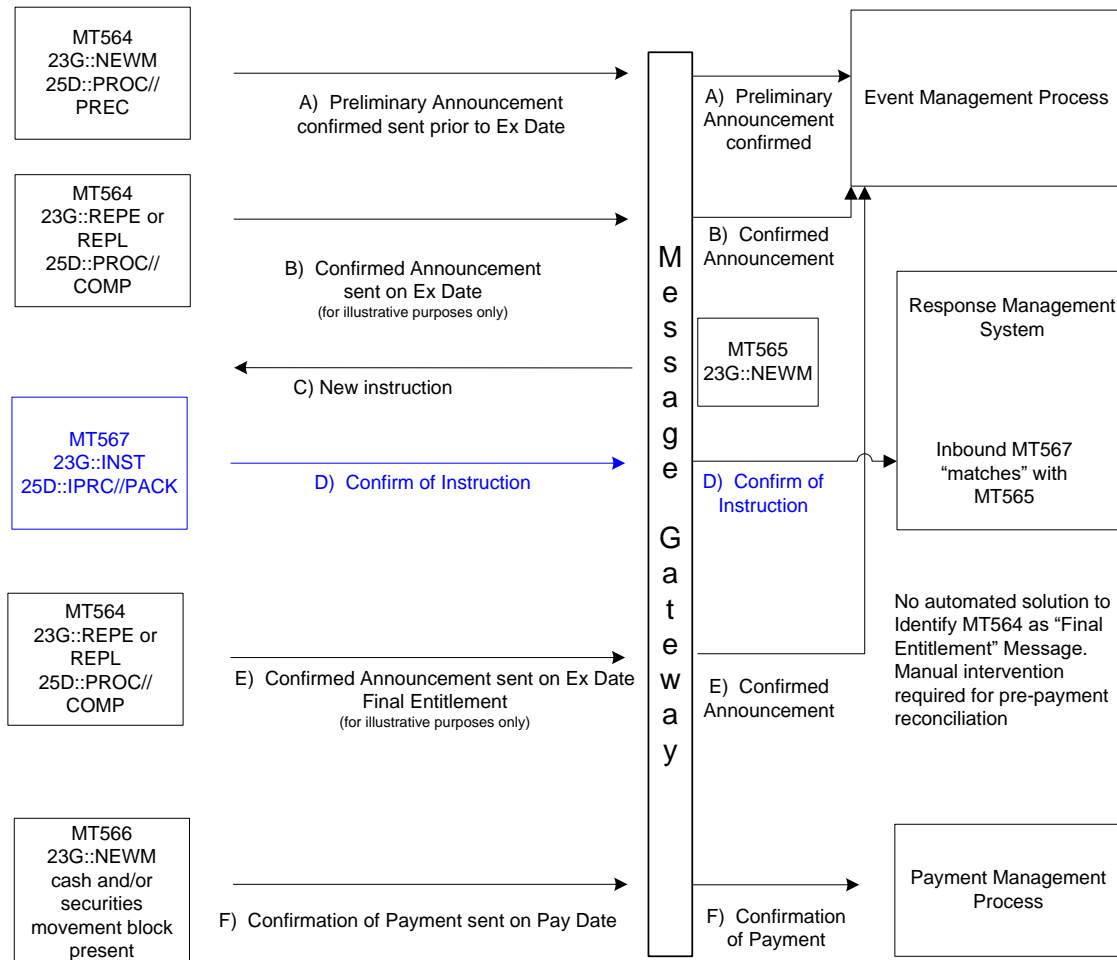 MT564
23G::NEWM
25D::PROC//
PREC
A) Preliminary Announcement
confirmed sent prior to Ex Date
A) Preliminary
Announcement
confirmed
Event Management Process
MT564
23G::REPE or
REPL
25D::PROC//
COMP
B) Confirmed Announcement
sent on Ex Date
(for illustrative purposes only)
B) Confirmed
Announcement
Message Gateway
C) New instruction
MT565
23G::NEWM
Response Management
System
MT567
23G::INST
25D::IPRC//PACK
D) Confirm of Instruction
D) Confirm of
Instruction
Inbound MT567
“matches” with
MT565
MT564
23G::REPE or
REPL
25D::PROC//
COMP
E) Confirmed Announcement sent on Ex Date
Final Entitlement
(for illustrative purposes only)
E) Confirmed
Announcement
No automated solution to
Identify MT564 as “Final
Entitlement” Message.
Manual intervention
required for pre-payment
reconciliation
MT566
23G::NEWM
cash and/or
securities
movement block
present
F) Confirmation of Payment sent on Pay Date
F) Confirmation
of Payment
Payment Management
Process